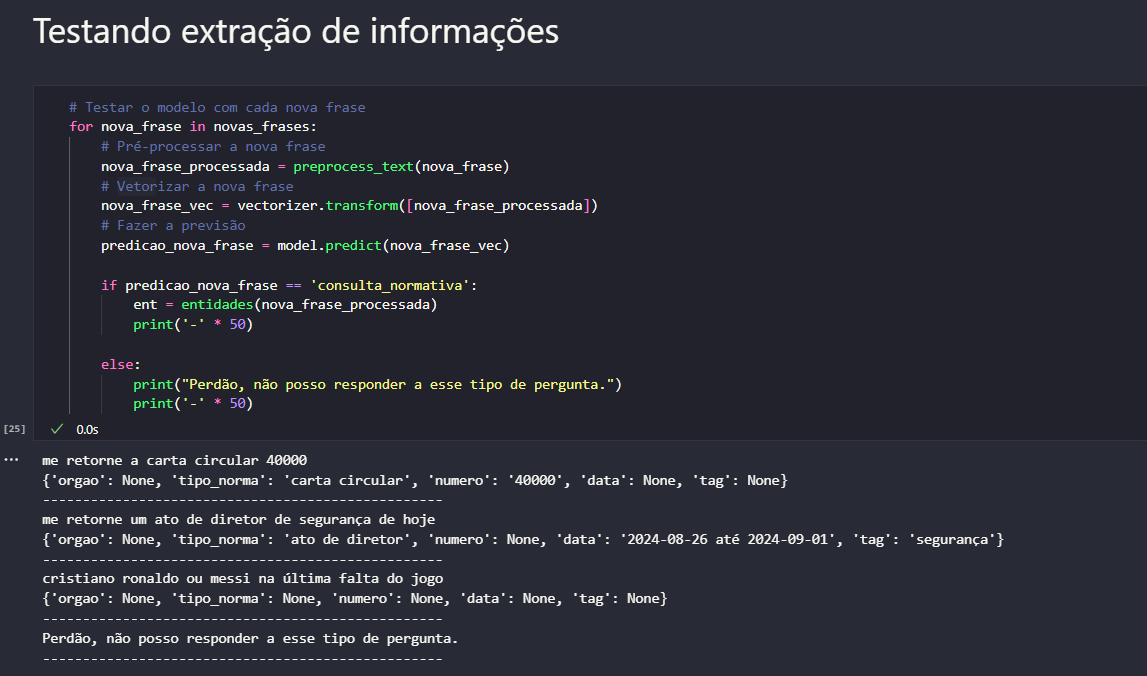 Testando extração de informações
# Testar o modelo com cada nova frase
for nova_frase in novas_frases:
    # Pré-processar a nova frase
    nova_frase_processada = preprocess_text(nova_frase)
    # Vetorizar a nova frase
    nova_frase_vec = vectorizer.transform([nova_frase_processada])
    # Fazer a previsão
    predicao_nova_frase = model.predict(nova_frase_vec)
    if predicao_nova_frase == 'consulta_normativa':
        ent = entidades(nova_frase_processada)
        print('-' * 50)
    else:
        print("Perdão, não posso responder a esse tipo de pergunta.")
        print('-' * 50)
[25] ✓ 0.0s
... me retorne a carta circular 40000
{'orgao': None, 'tipo_norma': 'carta circular', 'numero': '40000', 'data': None, 'tag': None}
--------------------------------------------------
me retorne um ato de diretor de segurança de hoje
{'orgao': None, 'tipo_norma': 'ato de diretor', 'numero': None, 'data': '2024-08-26 até 2024-09-01', 'tag': 'segurança'}
--------------------------------------------------
cristiano ronaldo ou messi na última falta do jogo
{'orgao': None, 'tipo_norma': None, 'numero': None, 'data': None, 'tag': None}
--------------------------------------------------
Perdão, não posso responder a esse tipo de pergunta.
--------------------------------------------------